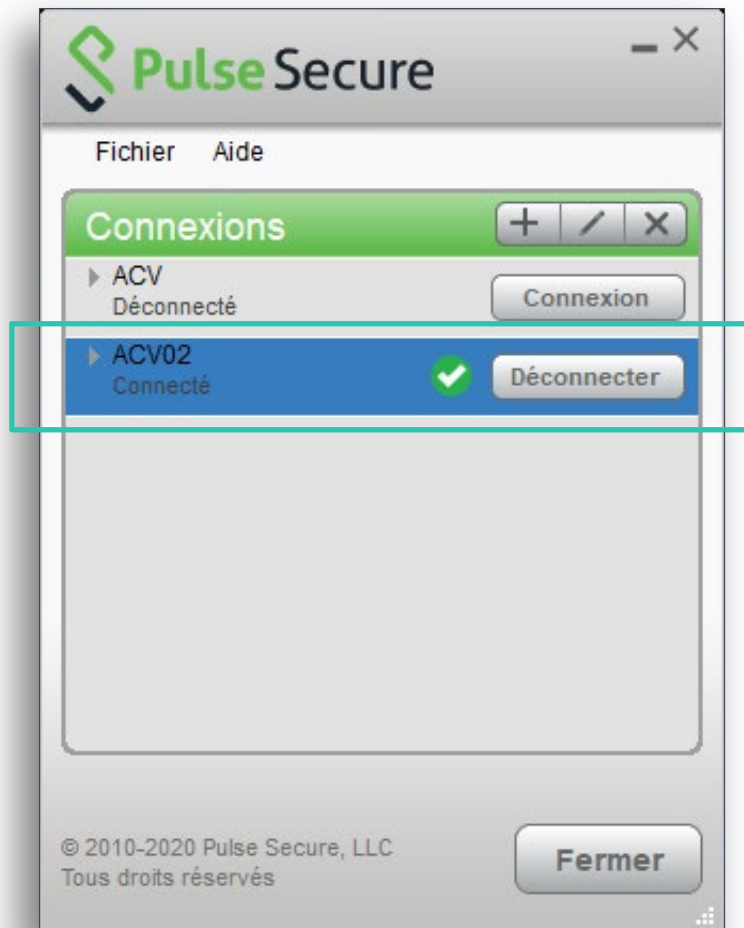 Pulse Secure
Fichier Aide
Connexions
ACV
Déconnecté
Connexion
ACV02
Connecté
Déconnecter
© 2010-2020 Pulse Secure, LLC
Tous droits réservés
Fermer